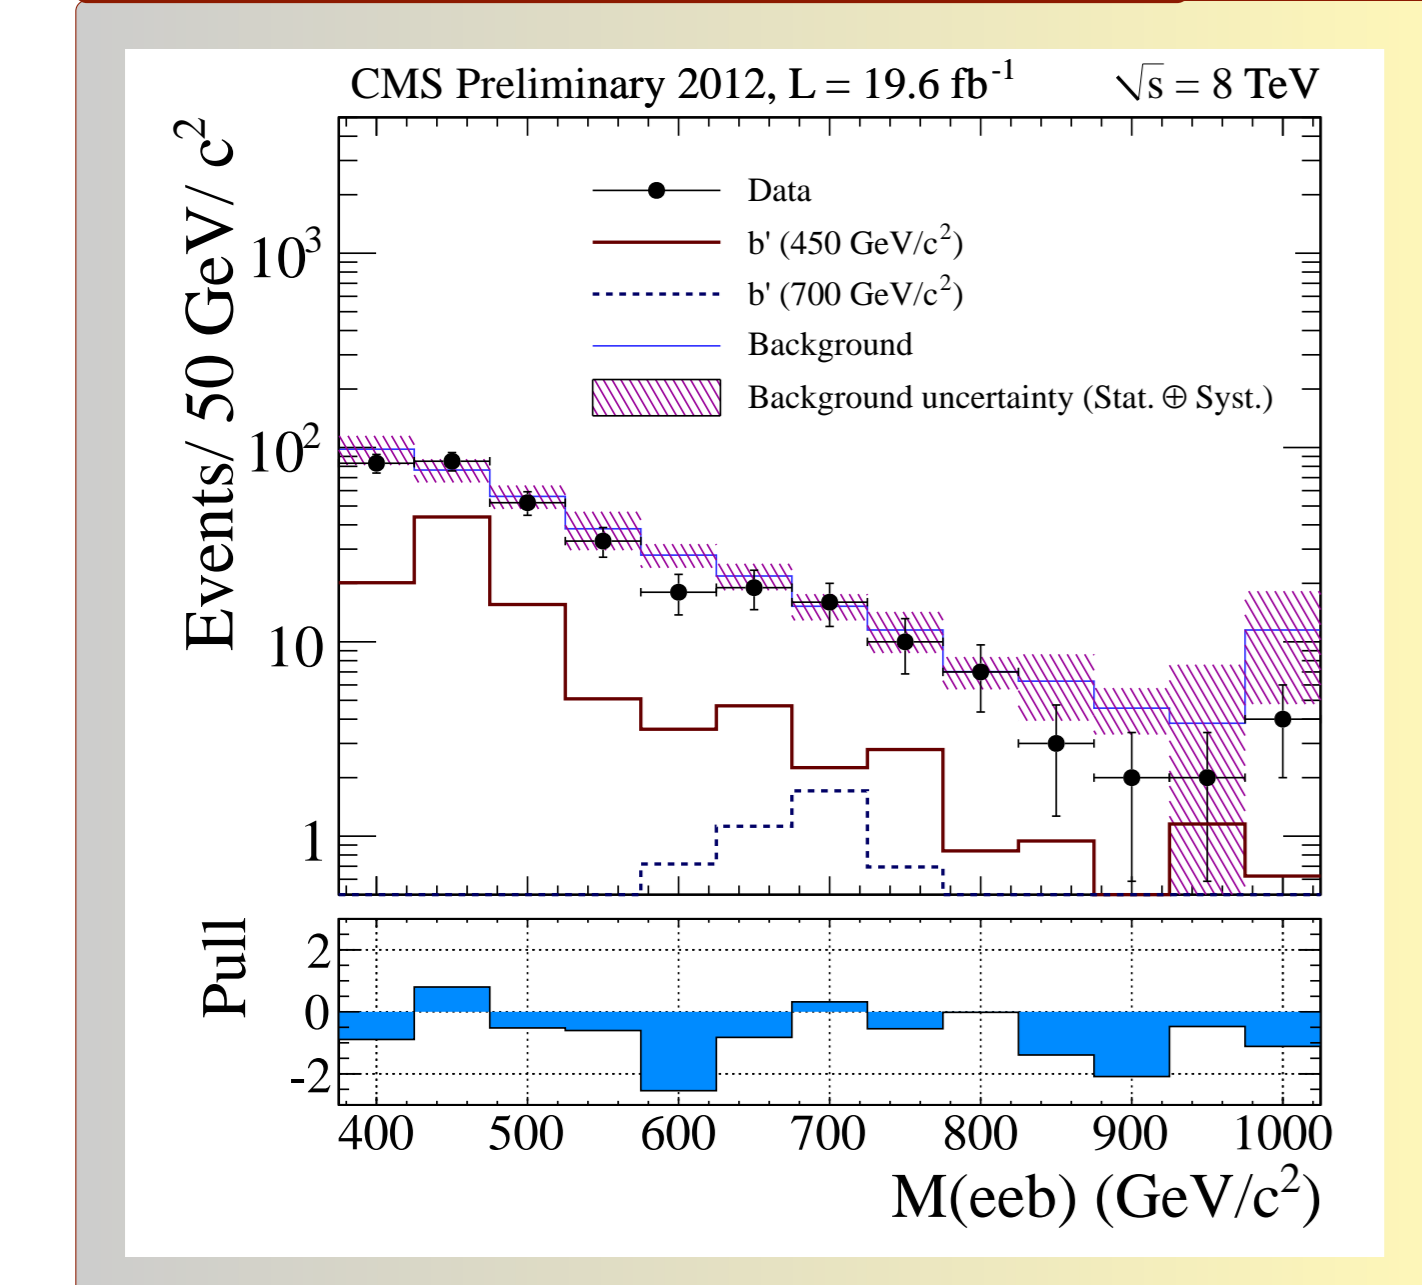 CMS Preliminary 2012, L = 19.6 fb⁻¹ √s = 8 TeV
Events/ 50 GeV/ c²
10³
10²
10
1
Data
b' (450 GeV/c²)
b' (700 GeV/c²)
Background
Background uncertainty (Stat. ⊕ Syst.)
Pull
2
0
-2
400 500 600 700 800 900 1000
M(eeb) (GeV/c²)